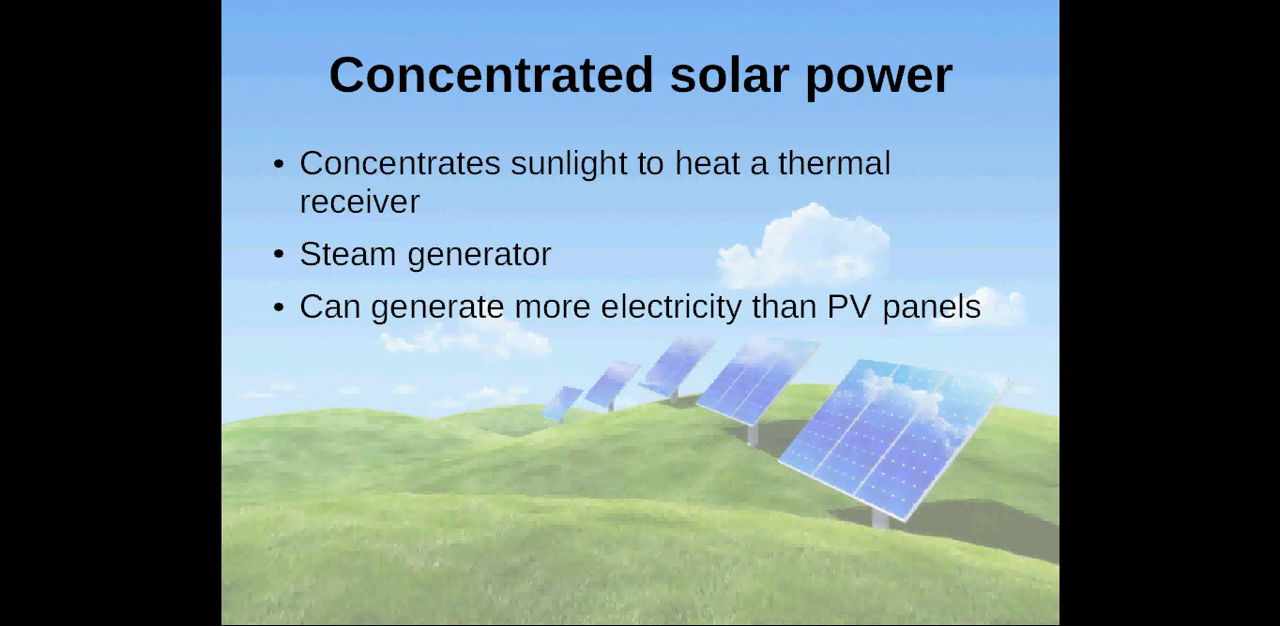 Concentrated solar power
• Concentrates sunlight to heat a thermal
receiver
• Steam generator
• Can generate more electricity than PV panels